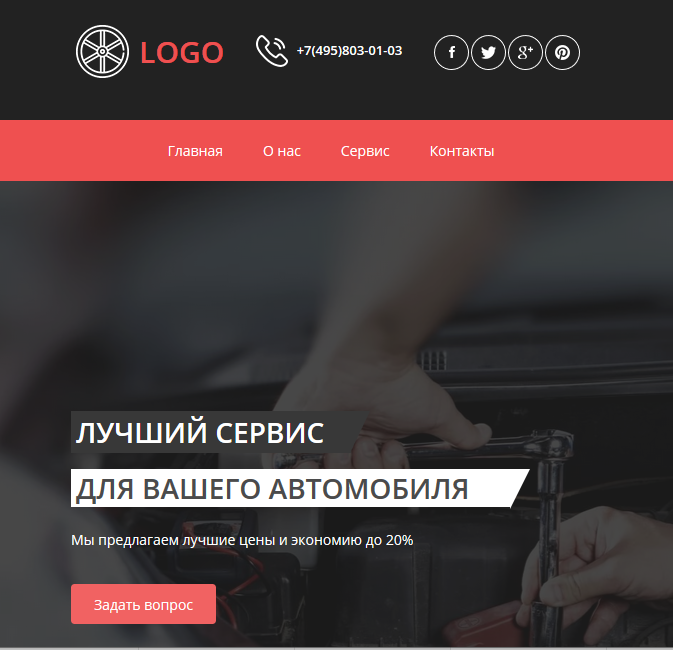 LOGO
+7(495)803-01-03
Главная О нас Сервис Контакты
ЛУЧШИЙ СЕРВИС
ДЛЯ ВАШЕГО АВТОМОБИЛЯ
Мы предлагаем лучшие цены и экономию до 20%
Задать вопрос